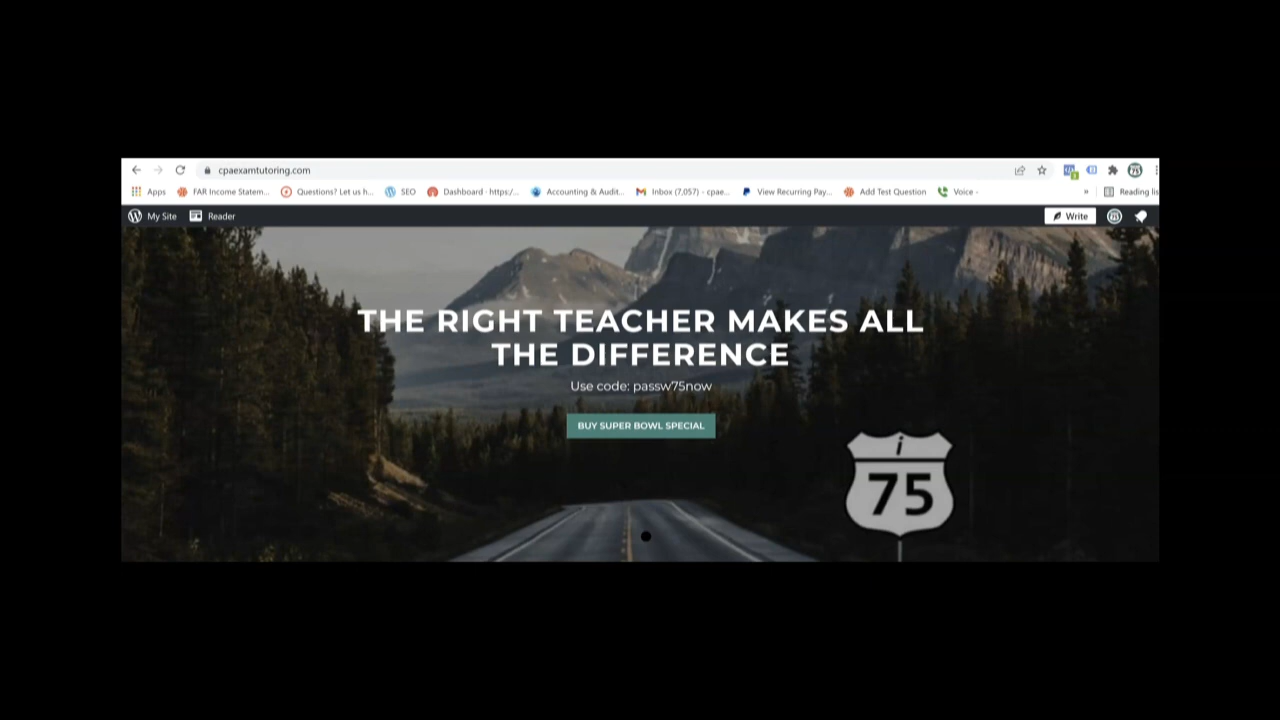 cpaexamtutoring.com
Apps FAR Income Statem... Questions? Let us h... SEO Dashboard · https:/... Accounting & Audit... Inbox (7,057) - cpae... View Recurring Pay... Add Test Question Voice - » Reading lis
My Site Reader Write
THE RIGHT TEACHER MAKES ALL
THE DIFFERENCE
Use code: passw75now
BUY SUPER BOWL SPECIAL
i
75